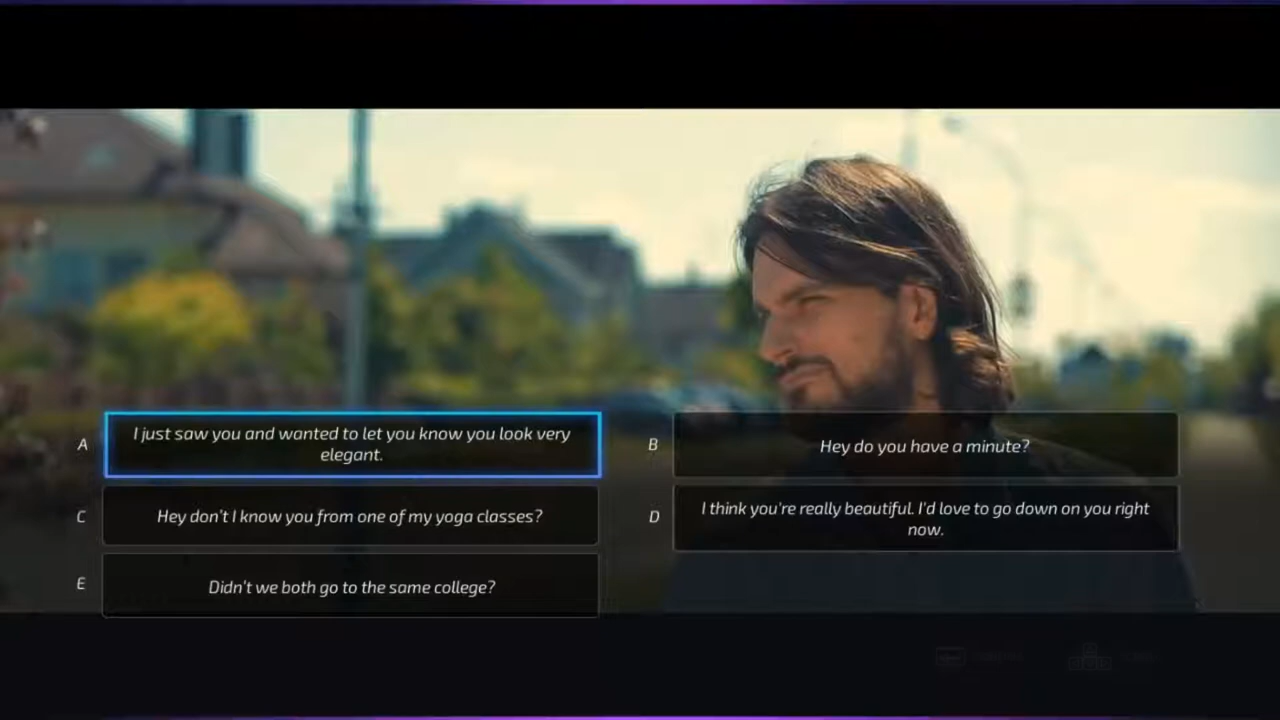 A
I just saw you and wanted to let you know you look very
elegant.
B
Hey do you have a minute?
C
Hey don't I know you from one of my yoga classes?
D
I think you're really beautiful. I'd love to go down on you right
now.
E
Didn't we both go to the same college?